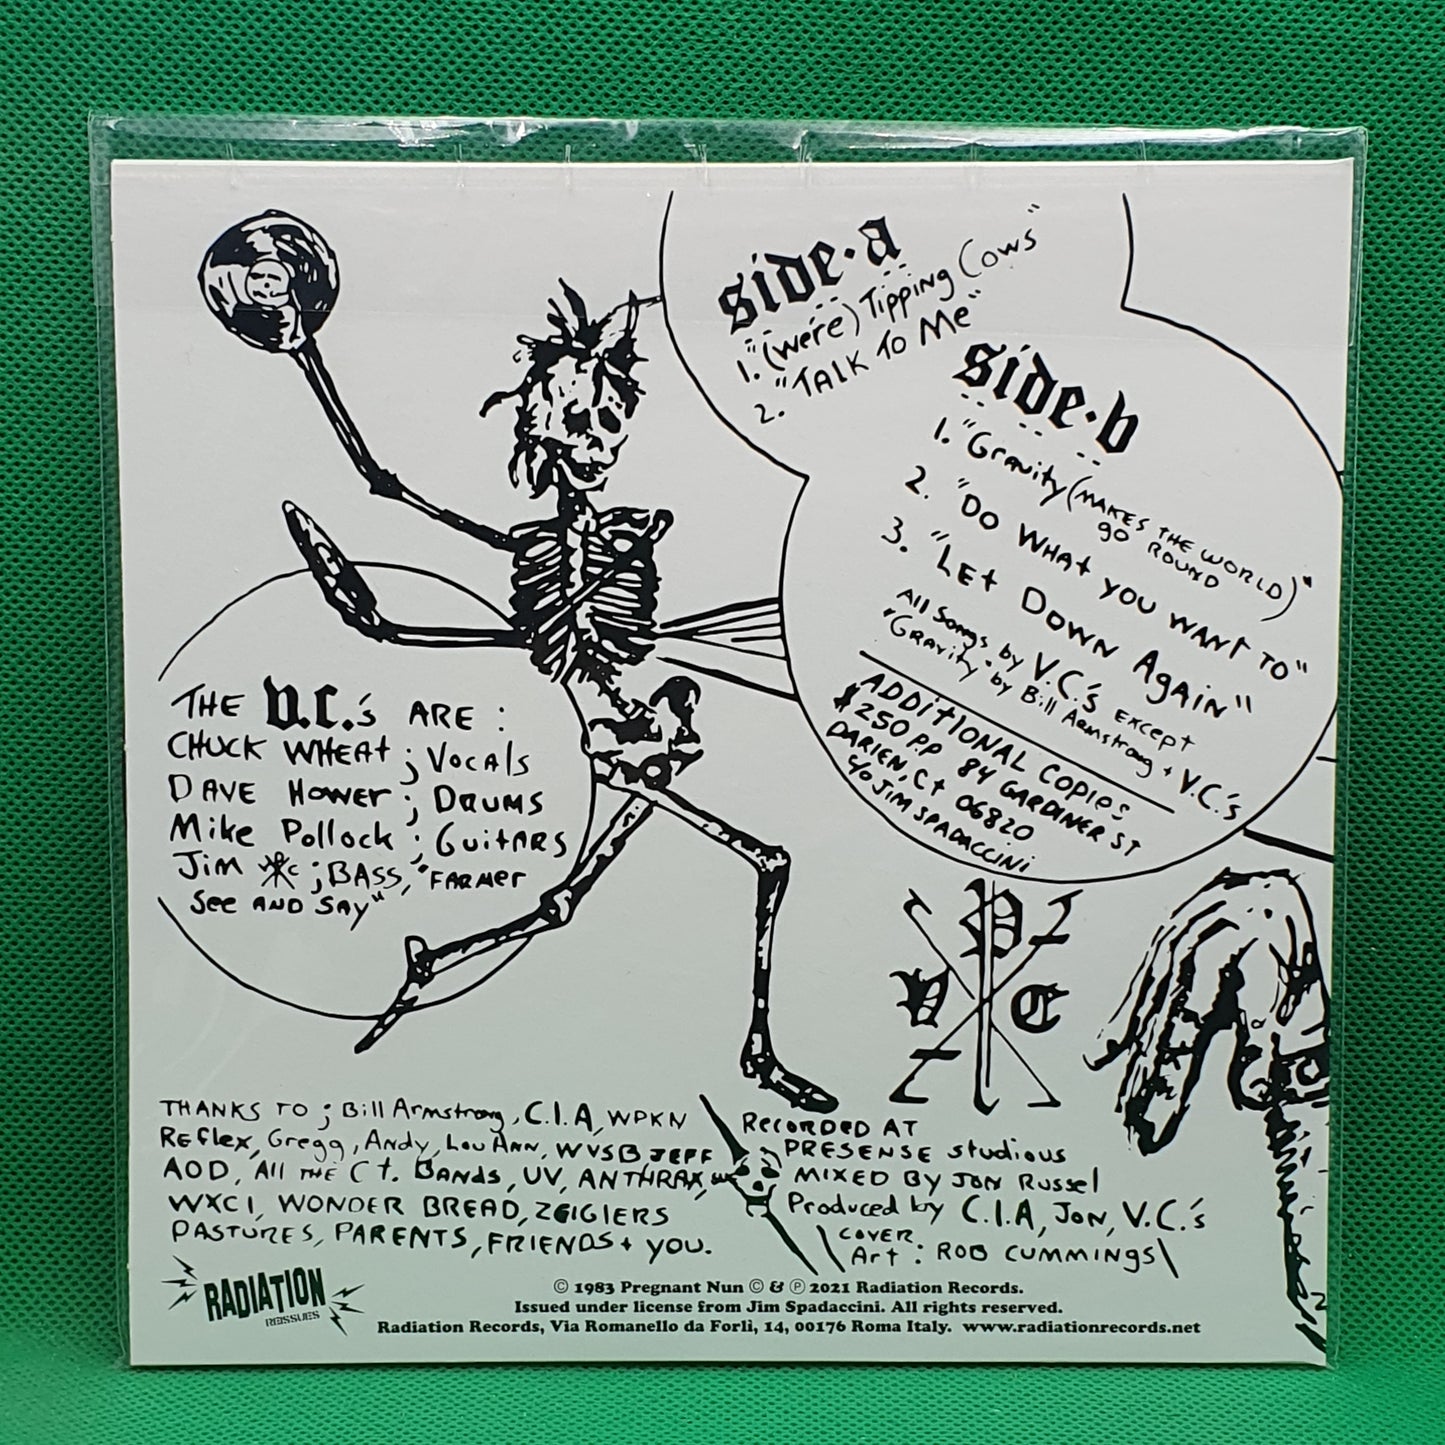 side·a
1. "(we're) Tipping Cows"
2. "TALK TO Me"
side·b
1. "Gravity (MAKES THE WORLD)"
go ROUND
2. "DO WHAt YOU WANT TO"
3. "LEt DOWN AgAiN"
All Songs by V.C.'s except
"Gravity" by Bill Armstrong + V.C.'s
ADDitiONAL COPiES
$250 P.P 84 GARDINER ST
DARIEN, Ct 06820
c/o JIM SPADACCINI
THE V.C.'s ARE :
CHUCK WHEAt ; VOCAlS
DAVE HOWER ; DRUMS
Mike Pollock ; GuitARS
Jim ; BASS, "FARMer
See AND SAY"
P
V C
THANKS TO ; Bill Armstrong, C.I.A, WPKN
REflex, Gregg, Andy, Lou Ann, WVSB JEFF
AOD, All THE Ct. Bands, UV, ANTHRAX,
WXCI, WONDER BREAD, ZEIGlERS
PASTURES, PARENTS, FRIENDS + YOU.
RECORDED AT
PRESENSE studious
MIXED By JON Russel
Produced by C.I.A, JON, V.C.'s
COVER
Art : ROB CUMMINGS
RADIATION
REISSUES
© 1983 Pregnant Nun © & ℗ 2021 Radiation Records.
Issued under license from Jim Spadaccini. All rights reserved.
Radiation Records, Via Romanello da Forlì, 14, 00176 Roma Italy. www.radiationrecords.net